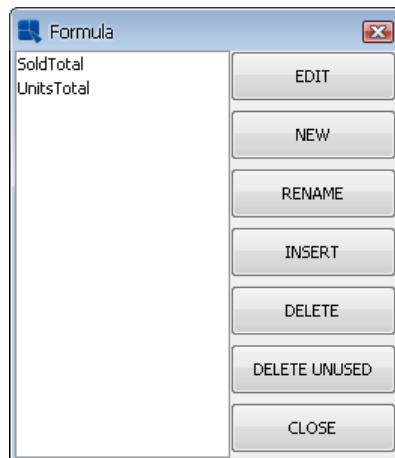 Formula
SoldTotal
UnitsTotal
EDIT
NEW
RENAME
INSERT
DELETE
DELETE UNUSED
CLOSE